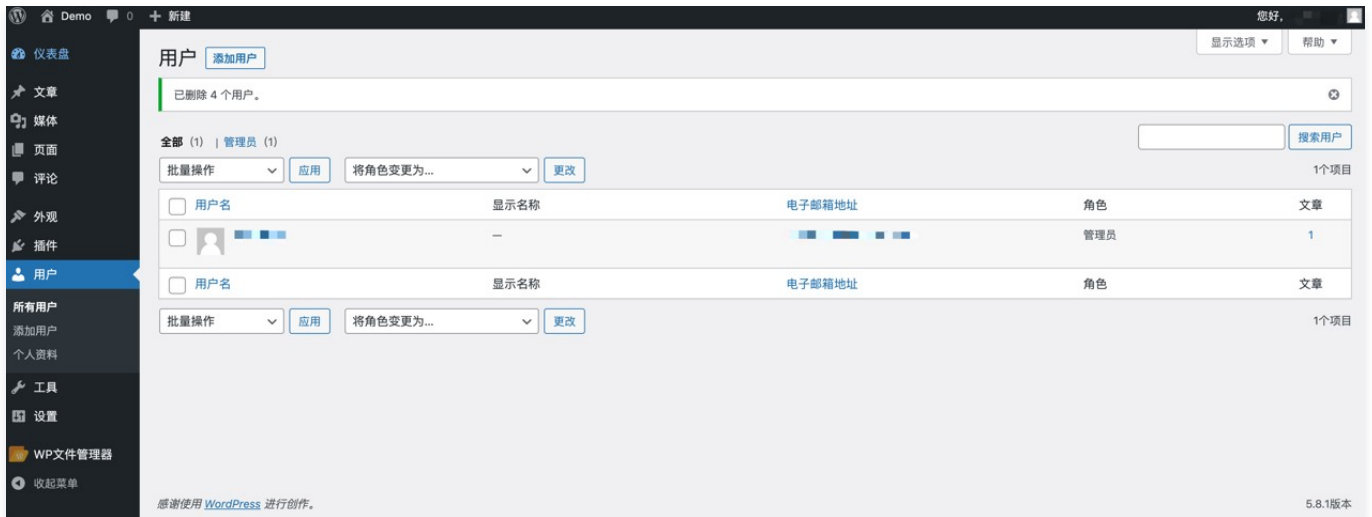 Demo 0 新建 您好,
仪表盘
文章
媒体
页面
评论
外观
插件
用户
所有用户
添加用户
个人资料
工具
设置
WP文件管理器
收起菜单
显示选项 帮助
用户 添加用户
已删除 4 个用户。
全部 (1) | 管理员 (1) 搜索用户
批量操作 应用 将角色变更为... 更改 1个项目
用户名 显示名称 电子邮箱地址 角色 文章
— 管理员 1
用户名 显示名称 电子邮箱地址 角色 文章
批量操作 应用 将角色变更为... 更改 1个项目
感谢使用 WordPress 进行创作。 5.8.1版本